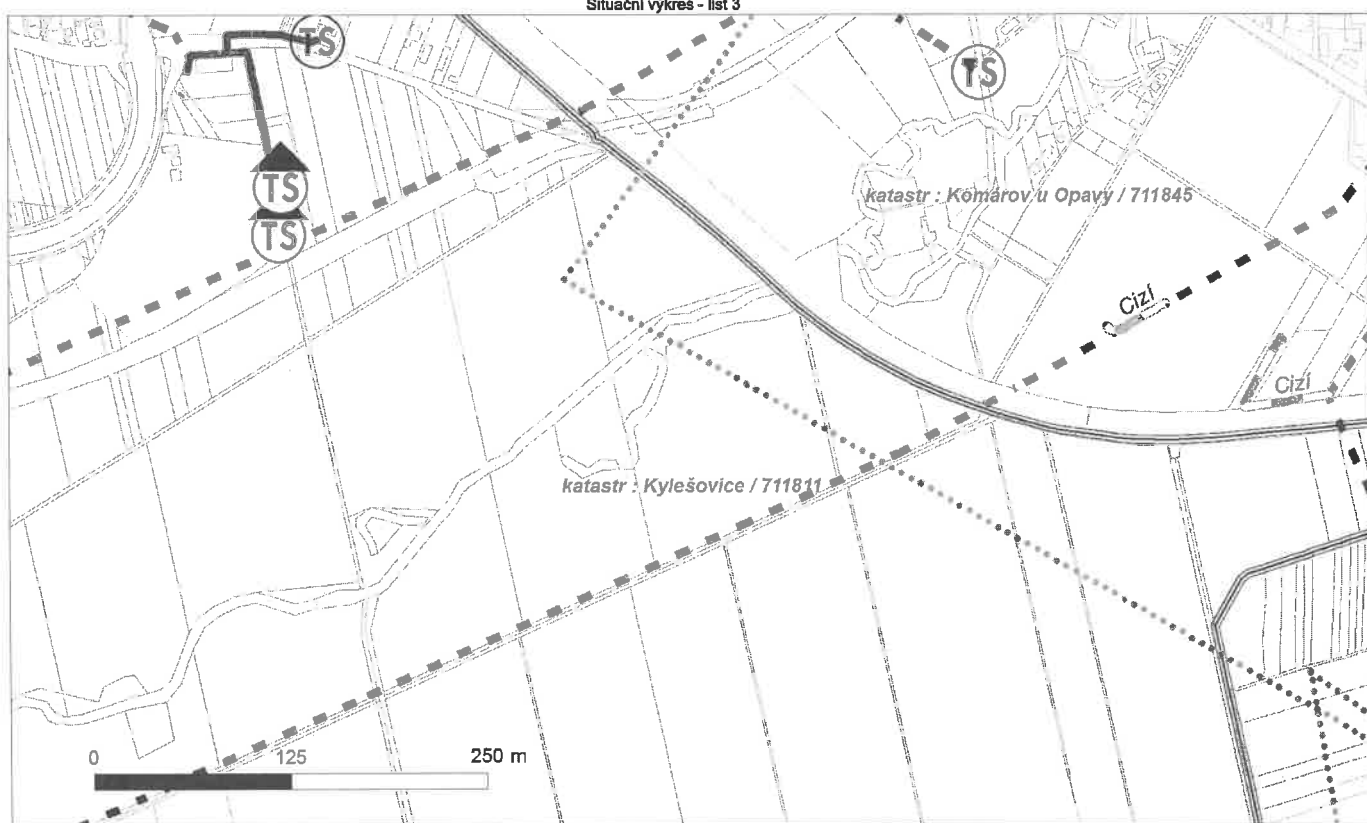 Situační výkres - list 3
TS
TS
katastr : Komárov u Opavy / 711845
TS
TS
Cizí
Cizí
katastr : Kylešovice / 711811
0 125 250 m